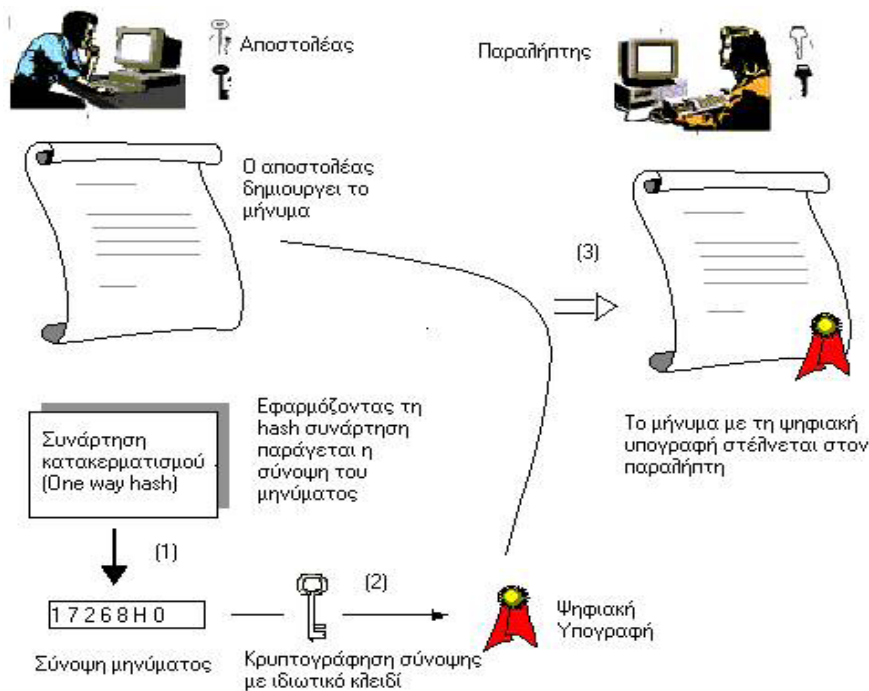 Αποστολέας
Παραλήπτης
Ο αποστολέας
δημιουργει το
μήνυμα
(3)
Συνάρτηση
κατακερματισμού
(One way hash)
Εφαρμόζοντας τη
hash συνάρτηση
παράγεται η
σύνοψη του
μηνύματος
Το μήνυμα με τη ψηφιακή
υπογραφή στέλνεται στον
παραλήπτη
(1)
17268H0
(2)
Ψηφιακή
Υπογραφή
Σύνοψη μηνύματος
Κρυπτογράφηση σύνοψης
με ιδιωτικό κλειδί